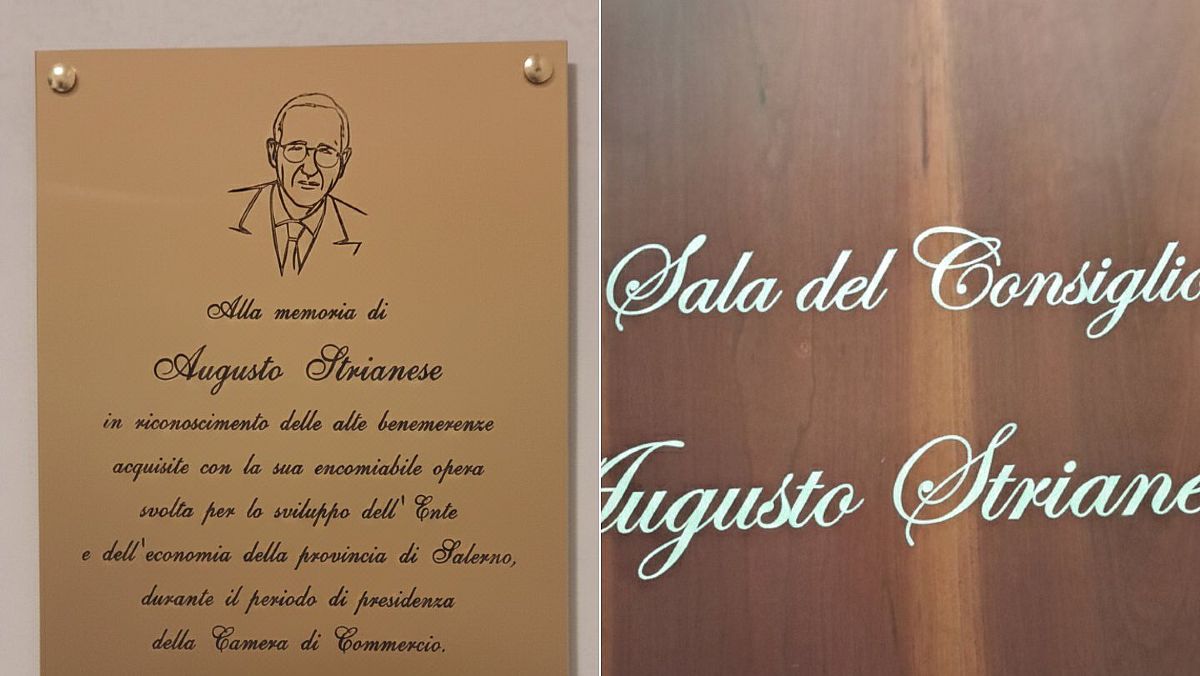 Alla memoria di
Augusto Strianese
in riconoscimento delle alte benemerenze
acquisite con la sua encomiabile opera
svolta per lo sviluppo dell'Ente
e dell'economia della provincia di Salerno,
durante il periodo di presidenza
della Camera di Commercio.
Sala del Consiglio
Augusto Striane